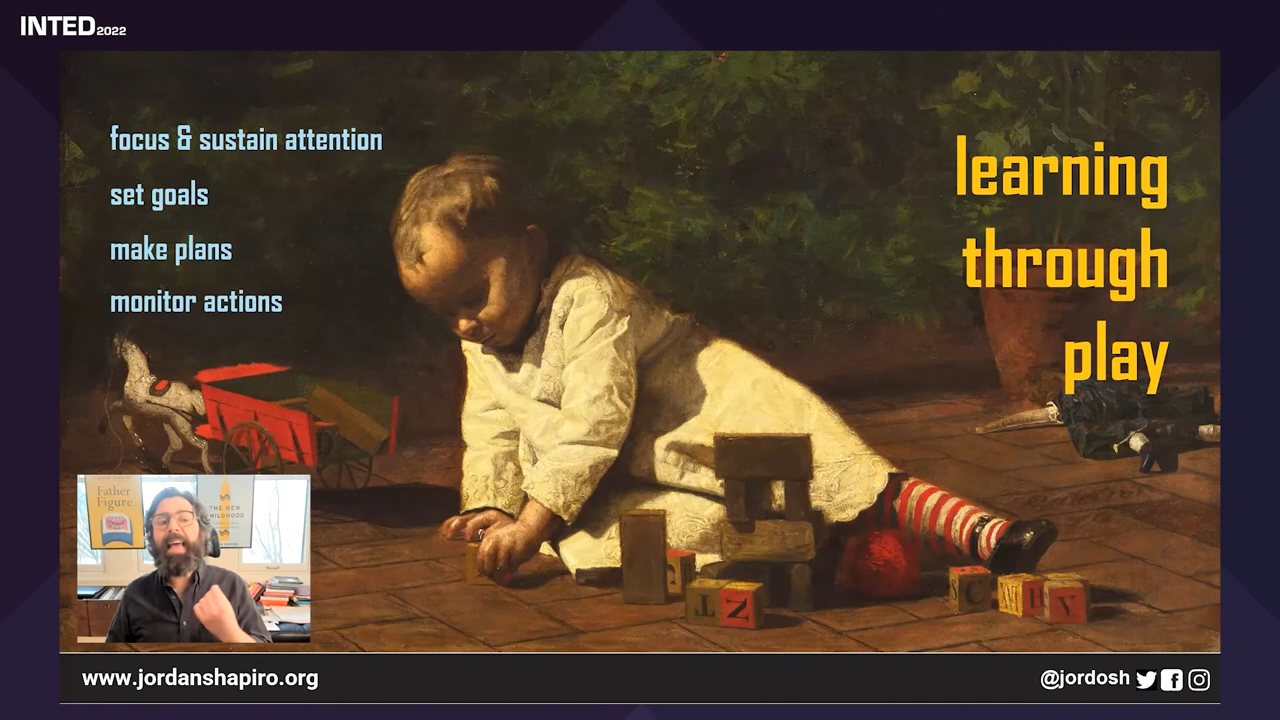 INTED2022
focus & sustain attention
set goals
make plans
monitor actions
learning
through
play
Father
Figure
THE NEW
CHILDHOOD
T
Z
C
www.jordanshapiro.org
@jordosh